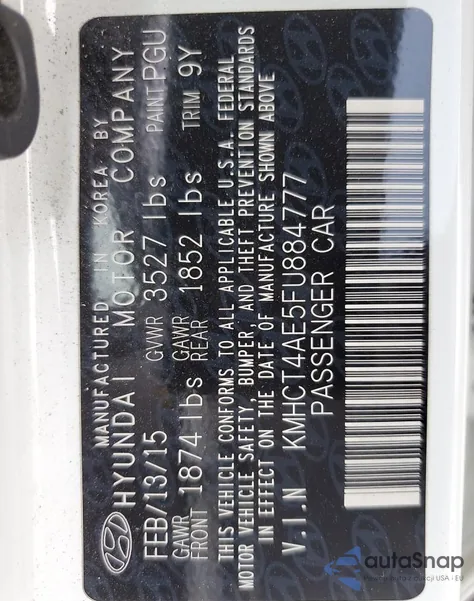 MANUFACTURED IN KOREA BY
HYUNDAI MOTOR COMPANY
FEB/13/15 GVWR 3527 lbs PAINT PGU
GAWR FRONT 1874 lbs GAWR REAR 1852 lbs TRIM 9Y
THIS VEHICLE CONFORMS TO ALL APPLICABLE U.S.A. FEDERAL
MOTOR VEHICLE SAFETY, BUMPER, AND THEFT PREVENTION STANDARDS
IN EFFECT ON THE DATE OF MANUFACTURE SHOWN ABOVE
V.I.N KMHCT4AE5FU884777
PASSENGER CAR
autoSnap